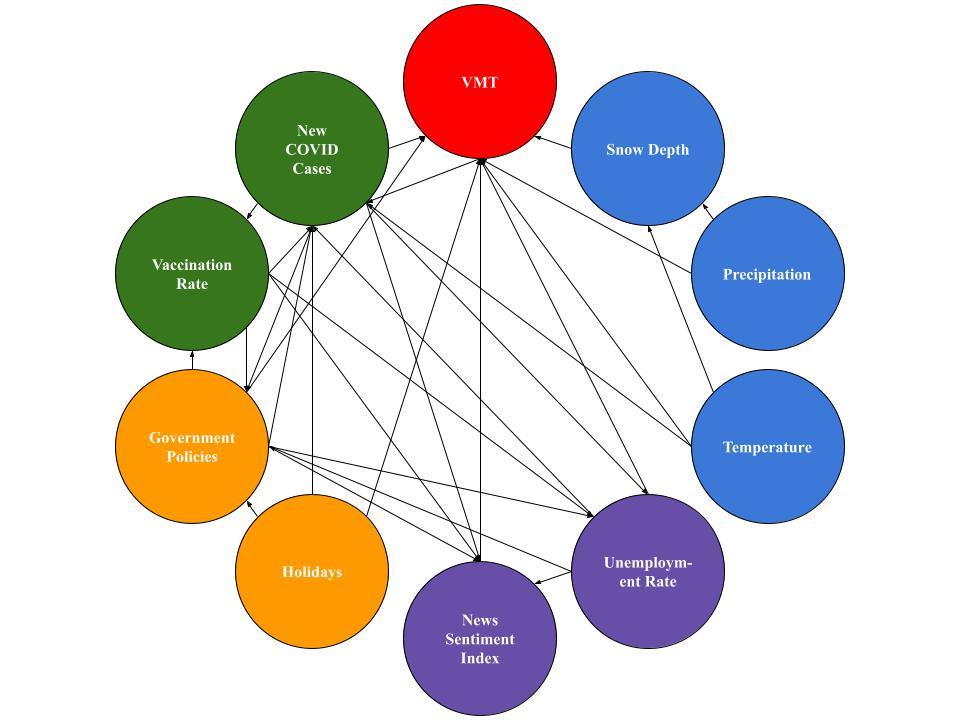 VMT
New
COVID
Cases
Snow Depth
Vaccination
Rate
Precipitation
Government
Policies
Temperature
Holidays
Unemploym-
ent Rate
News
Sentiment
Index